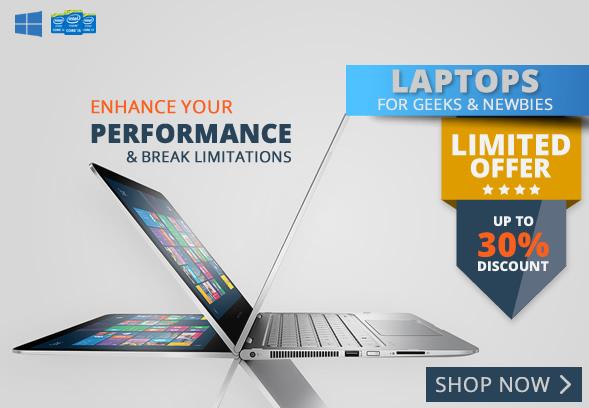 ENHANCE YOUR
PERFORMANCE
& BREAK LIMITATIONS
LAPTOPS
FOR GEEKS & NEWBIES
LIMITED
OFFER
UP TO
30%
DISCOUNT
SHOP NOW